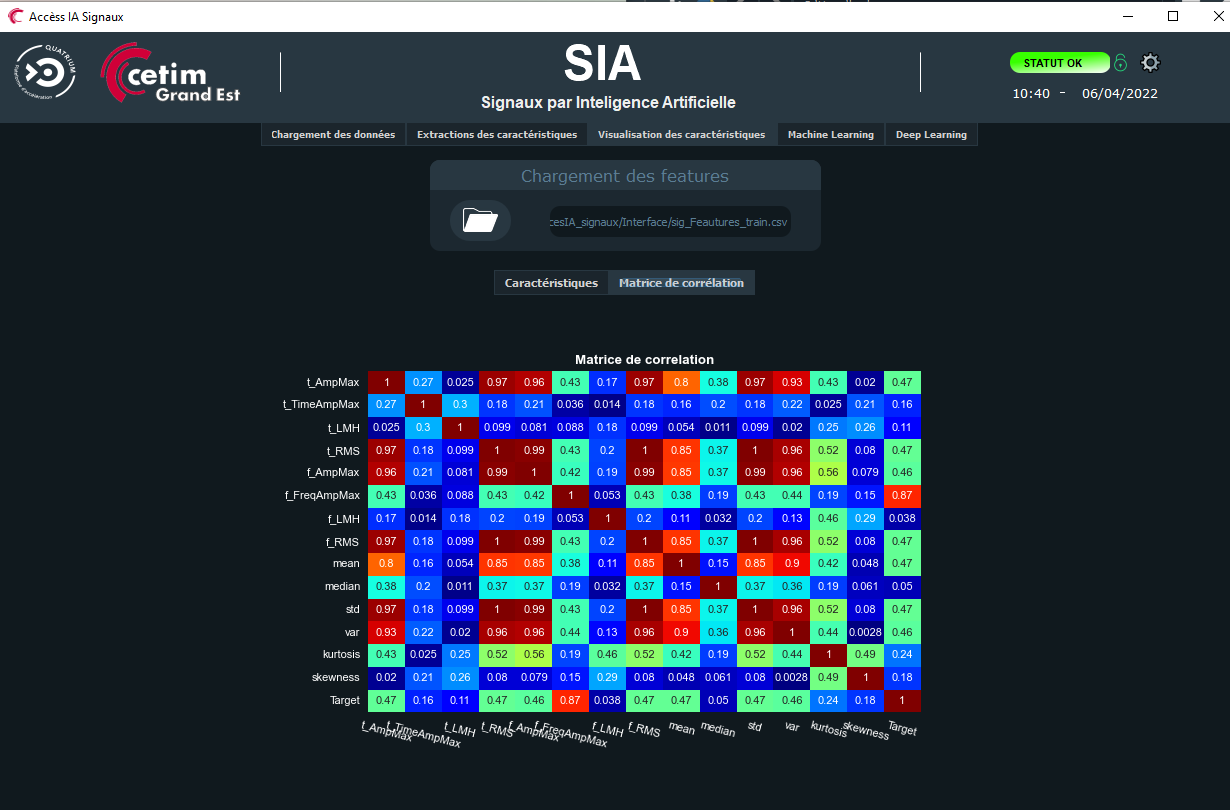 Accèss IA Signaux
QUATRIUM
cetim
Grand Est
SIA
Signaux par Inteligence Artificielle
STATUT OK
10:40 - 06/04/2022
Chargement des données Extractions des caractéristiques Visualisation des caractéristiques Machine Learning Deep Learning
Chargement des features
cesIA_signaux/Interface/sig_Feautures_train.csv
Caractéristiques Matrice de corrélation
Matrice de correlation
t_AmpMax 1 0.27 0.025 0.97 0.96 0.43 0.17 0.97 0.8 0.38 0.97 0.93 0.43 0.02 0.47
t_TimeAmpMax 0.27 1 0.3 0.18 0.21 0.036 0.014 0.18 0.16 0.2 0.18 0.22 0.025 0.21 0.16
t_LMH 0.025 0.3 1 0.099 0.081 0.088 0.18 0.099 0.054 0.011 0.099 0.02 0.25 0.26 0.11
t_RMS 0.97 0.18 0.099 1 0.99 0.43 0.2 1 0.85 0.37 1 0.96 0.52 0.08 0.47
f_AmpMax 0.96 0.21 0.081 0.99 1 0.42 0.19 0.99 0.85 0.37 0.99 0.96 0.56 0.079 0.46
f_FreqAmpMax 0.43 0.036 0.088 0.43 0.42 1 0.053 0.43 0.38 0.19 0.43 0.44 0.19 0.15 0.87
f_LMH 0.17 0.014 0.18 0.2 0.19 0.053 1 0.2 0.11 0.032 0.2 0.13 0.46 0.29 0.038
f_RMS 0.97 0.18 0.099 1 0.99 0.43 0.2 1 0.85 0.37 1 0.96 0.52 0.08 0.47
mean 0.8 0.16 0.054 0.85 0.85 0.38 0.11 0.85 1 0.15 0.85 0.9 0.42 0.048 0.47
median 0.38 0.2 0.011 0.37 0.37 0.19 0.032 0.37 0.15 1 0.37 0.36 0.19 0.061 0.05
std 0.97 0.18 0.099 1 0.99 0.43 0.2 1 0.85 0.37 1 0.96 0.52 0.08 0.47
var 0.93 0.22 0.02 0.96 0.96 0.44 0.13 0.96 0.9 0.36 0.96 1 0.44 0.0028 0.46
kurtosis 0.43 0.025 0.25 0.52 0.56 0.19 0.46 0.52 0.42 0.19 0.52 0.44 1 0.49 0.24
skewness 0.02 0.21 0.26 0.08 0.079 0.15 0.29 0.08 0.048 0.061 0.08 0.0028 0.49 1 0.18
Target 0.47 0.16 0.11 0.47 0.46 0.87 0.038 0.47 0.47 0.05 0.47 0.46 0.24 0.18 1
t_AmpMax t_TimeAmpMax t_LMH t_RMS f_AmpMax f_FreqAmpMax f_LMH f_RMS mean median std var kurtosis skewness Target